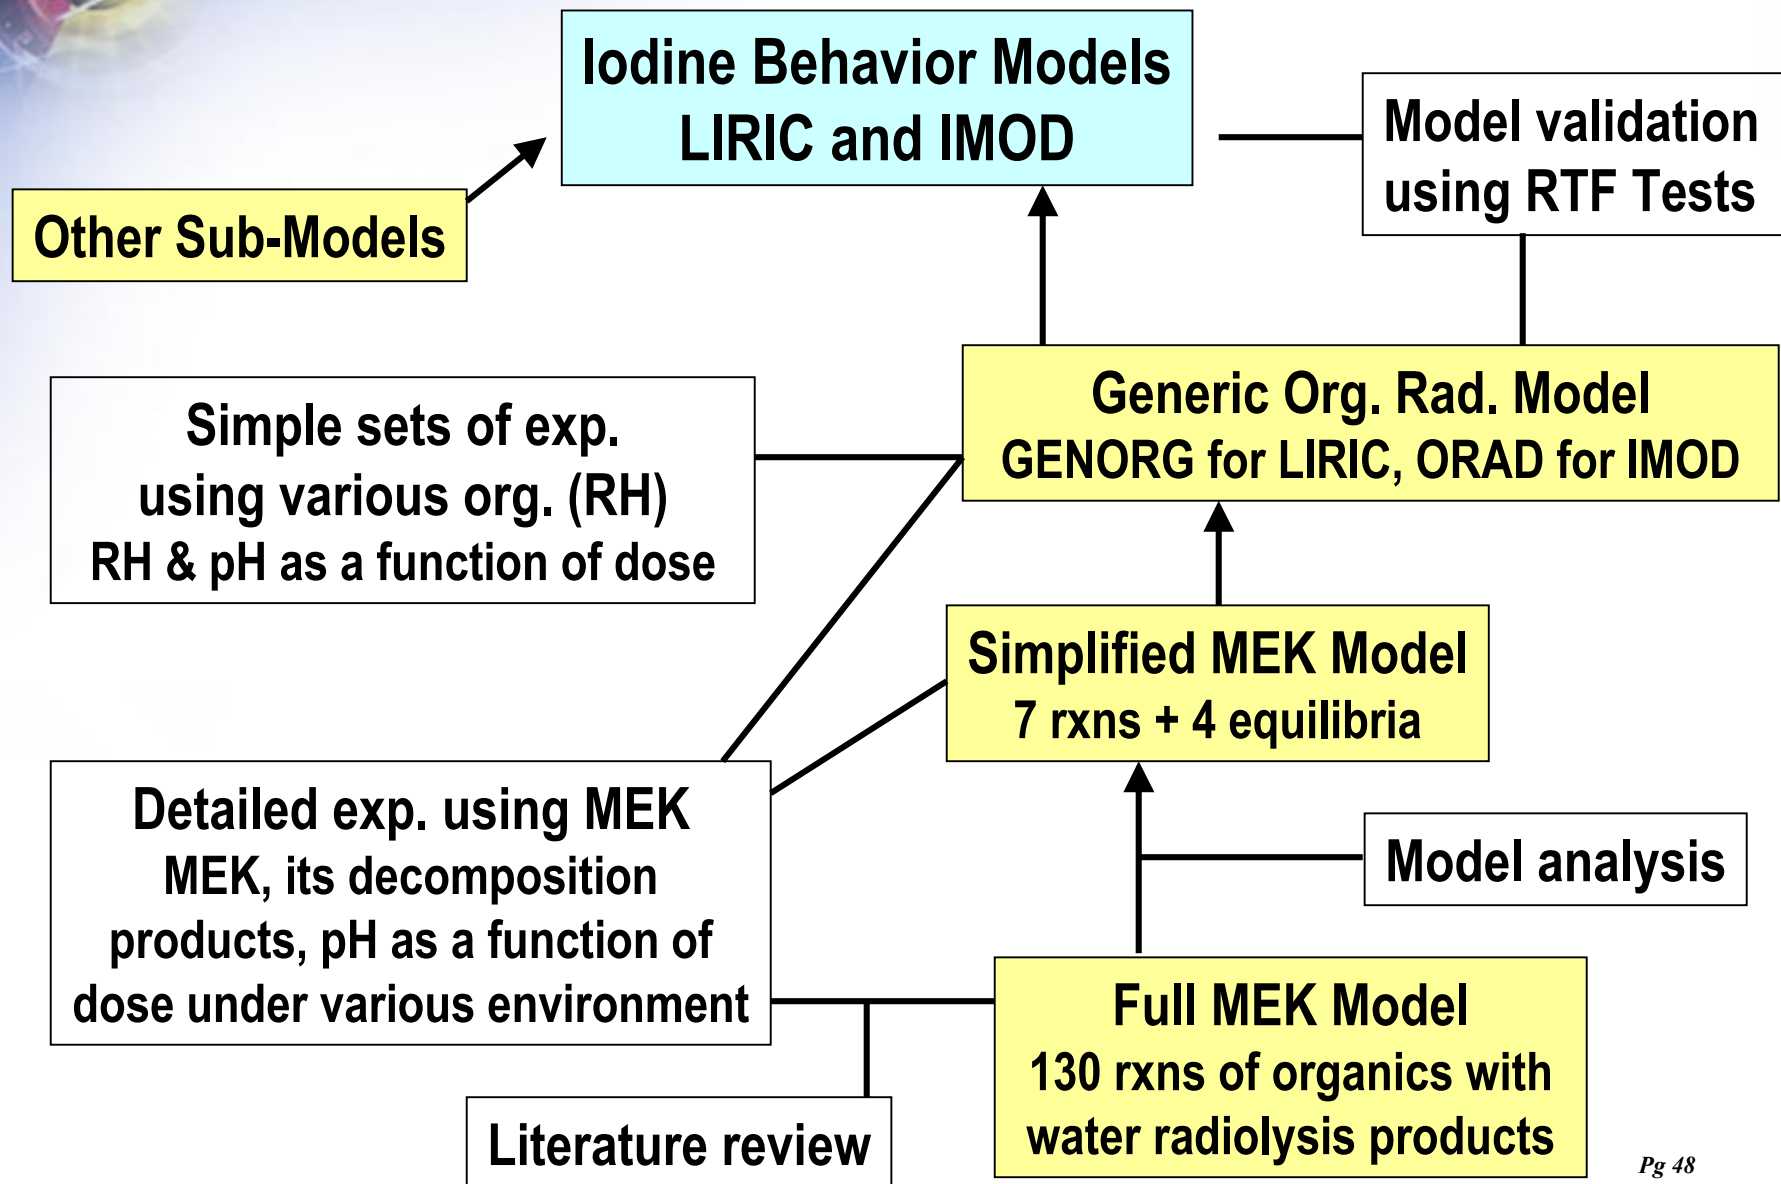 Iodine Behavior Models
LIRIC and IMOD
Model validation
using RTF Tests
Other Sub-Models
Generic Org. Rad. Model
GENORG for LIRIC, ORAD for IMOD
Simple sets of exp.
using various org. (RH)
RH & pH as a function of dose
Simplified MEK Model
7 rxns + 4 equilibria
Detailed exp. using MEK
MEK, its decomposition
products, pH as a function of
dose under various environment
Model analysis
Full MEK Model
130 rxns of organics with
water radiolysis products
Literature review
Pg 48